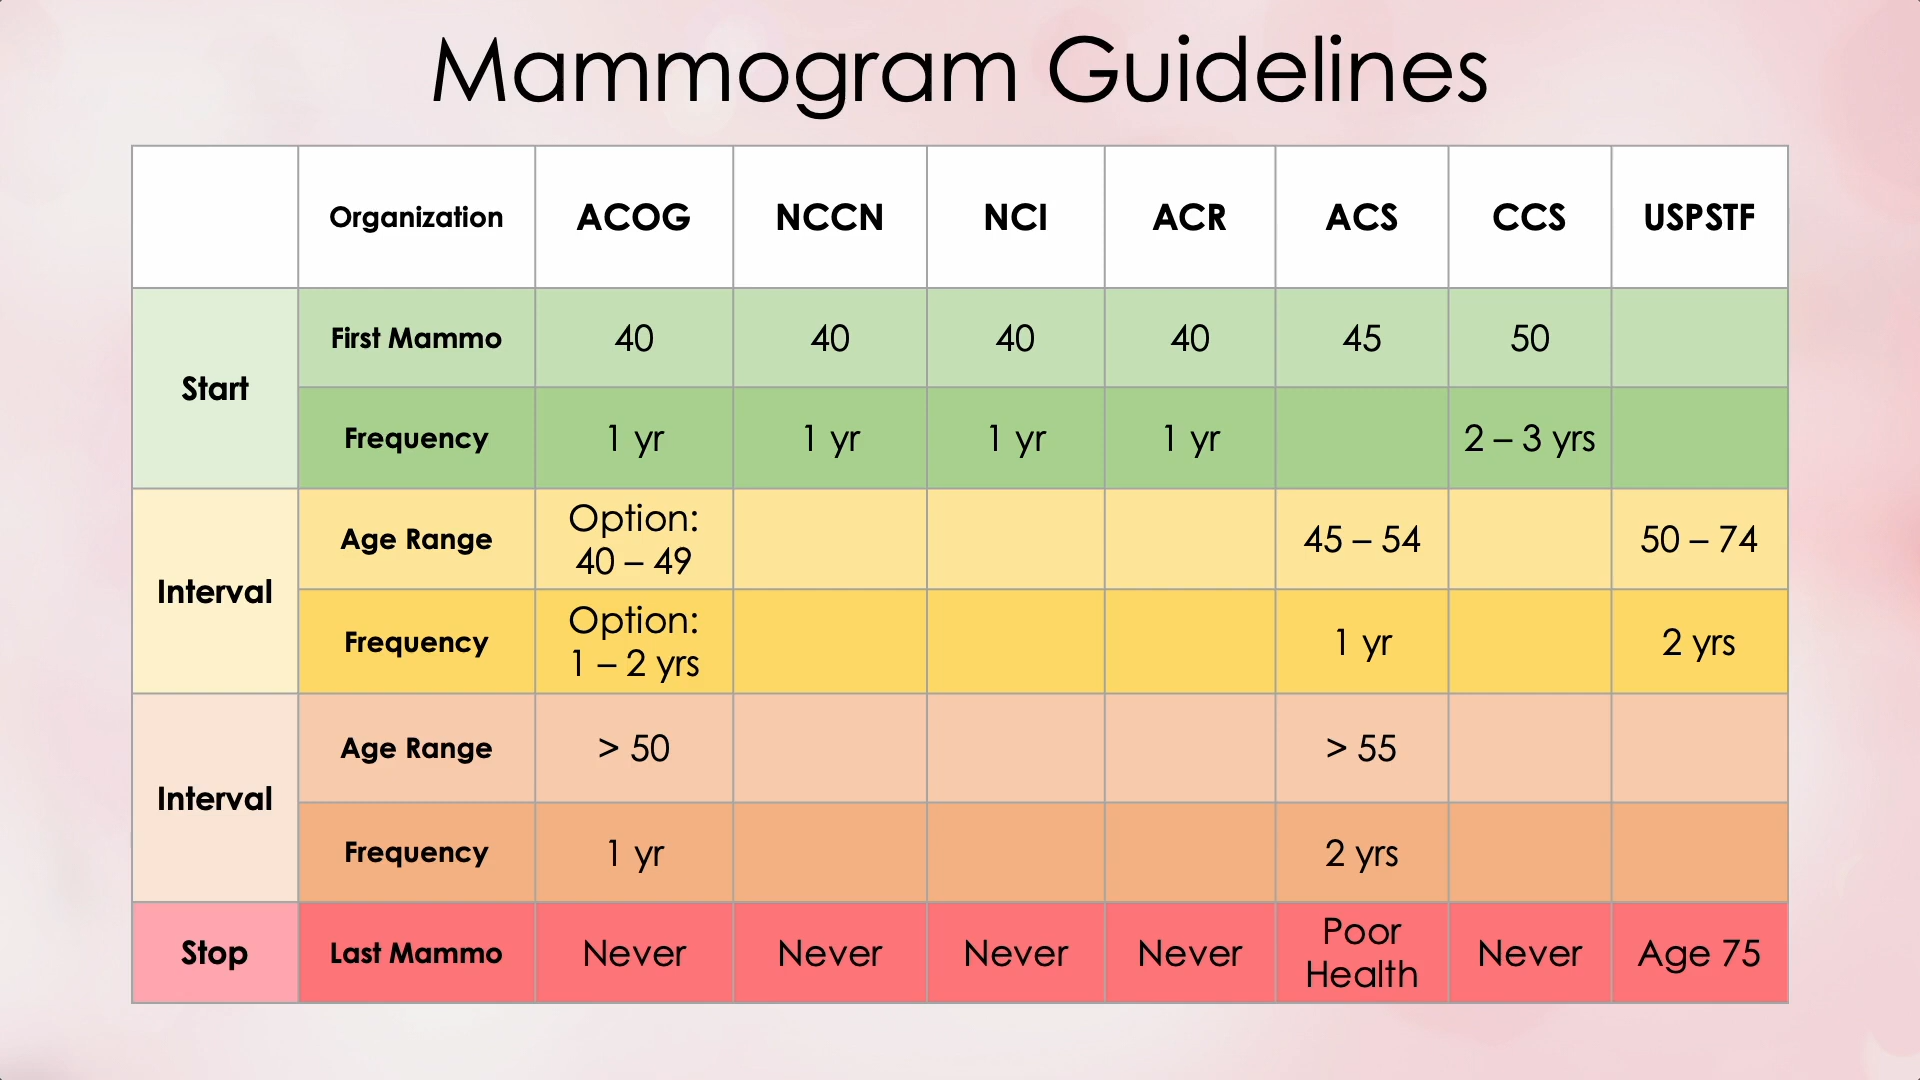 Mammogram Guidelines
Organization ACOG NCCN NCI ACR ACS CCS USPSTF
Start
First Mammo 40 40 40 40 45 50
Frequency 1 yr 1 yr 1 yr 1 yr 2 – 3 yrs
Interval
Age Range Option: 40 – 49 45 – 54 50 – 74
Frequency Option: 1 – 2 yrs 1 yr 2 yrs
Interval
Age Range > 50 > 55
Frequency 1 yr 2 yrs
Stop Last Mammo Never Never Never Never Poor Health Never Age 75